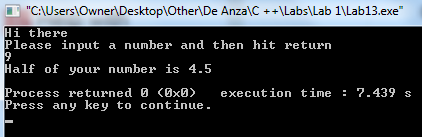 "C:\Users\Owner\Desktop\Other\De Anza\C ++\Labs\Lab 1\Lab13.exe"
Hi there
Please input a number and then hit return
9
Half of your number is 4.5
Process returned 0 (0x0)   execution time : 7.439 s
Press any key to continue.